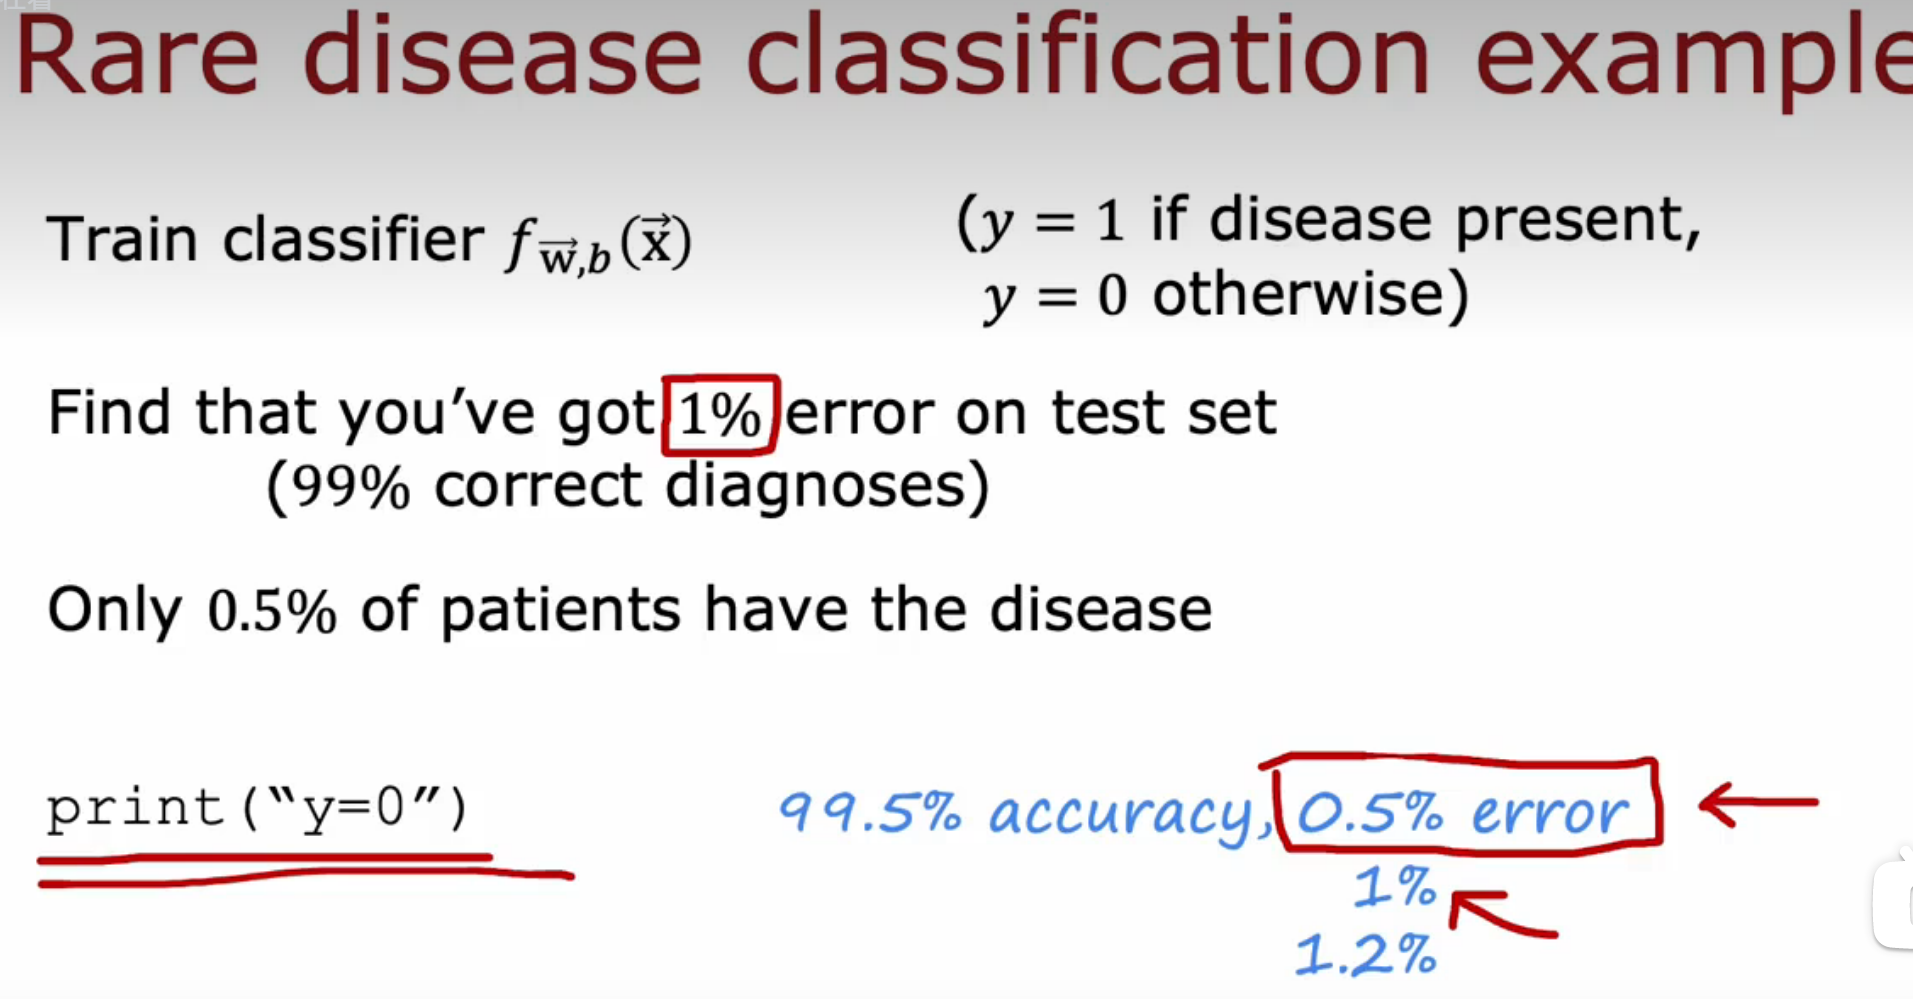 Rare disease classification example
Train classifier f_{w⃗,b}(x⃗)
(y = 1 if disease present,
y = 0 otherwise)
Find that you’ve got 1% error on test set
(99% correct diagnoses)
Only 0.5% of patients have the disease
print(“y=0”)
99.5% accuracy, 0.5% error
1%
1.2%